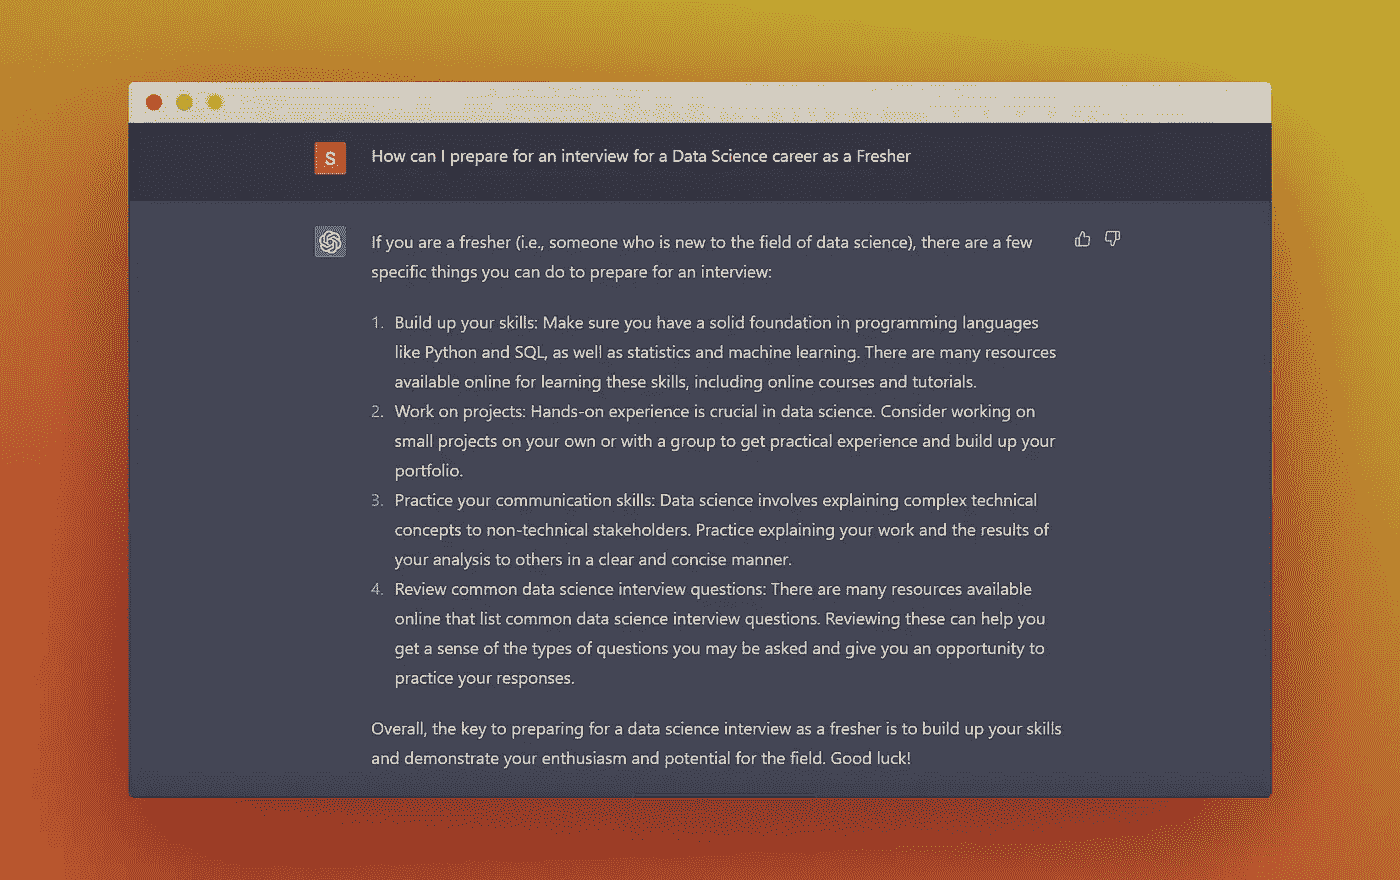 S
How can I prepare for an interview for a Data Science career as a Fresher
If you are a fresher (i.e., someone who is new to the field of data science), there are a few
specific things you can do to prepare for an interview:
1. Build up your skills: Make sure you have a solid foundation in programming languages
like Python and SQL, as well as statistics and machine learning. There are many resources
available online for learning these skills, including online courses and tutorials.
2. Work on projects: Hands-on experience is crucial in data science. Consider working on
small projects on your own or with a group to get practical experience and build up your
portfolio.
3. Practice your communication skills: Data science involves explaining complex technical
concepts to non-technical stakeholders. Practice explaining your work and the results of
your analysis to others in a clear and concise manner.
4. Review common data science interview questions: There are many resources available
online that list common data science interview questions. Reviewing these can help you
get a sense of the types of questions you may be asked and give you an opportunity to
practice your responses.
Overall, the key to preparing for a data science interview as a fresher is to build up your skills
and demonstrate your enthusiasm and potential for the field. Good luck!